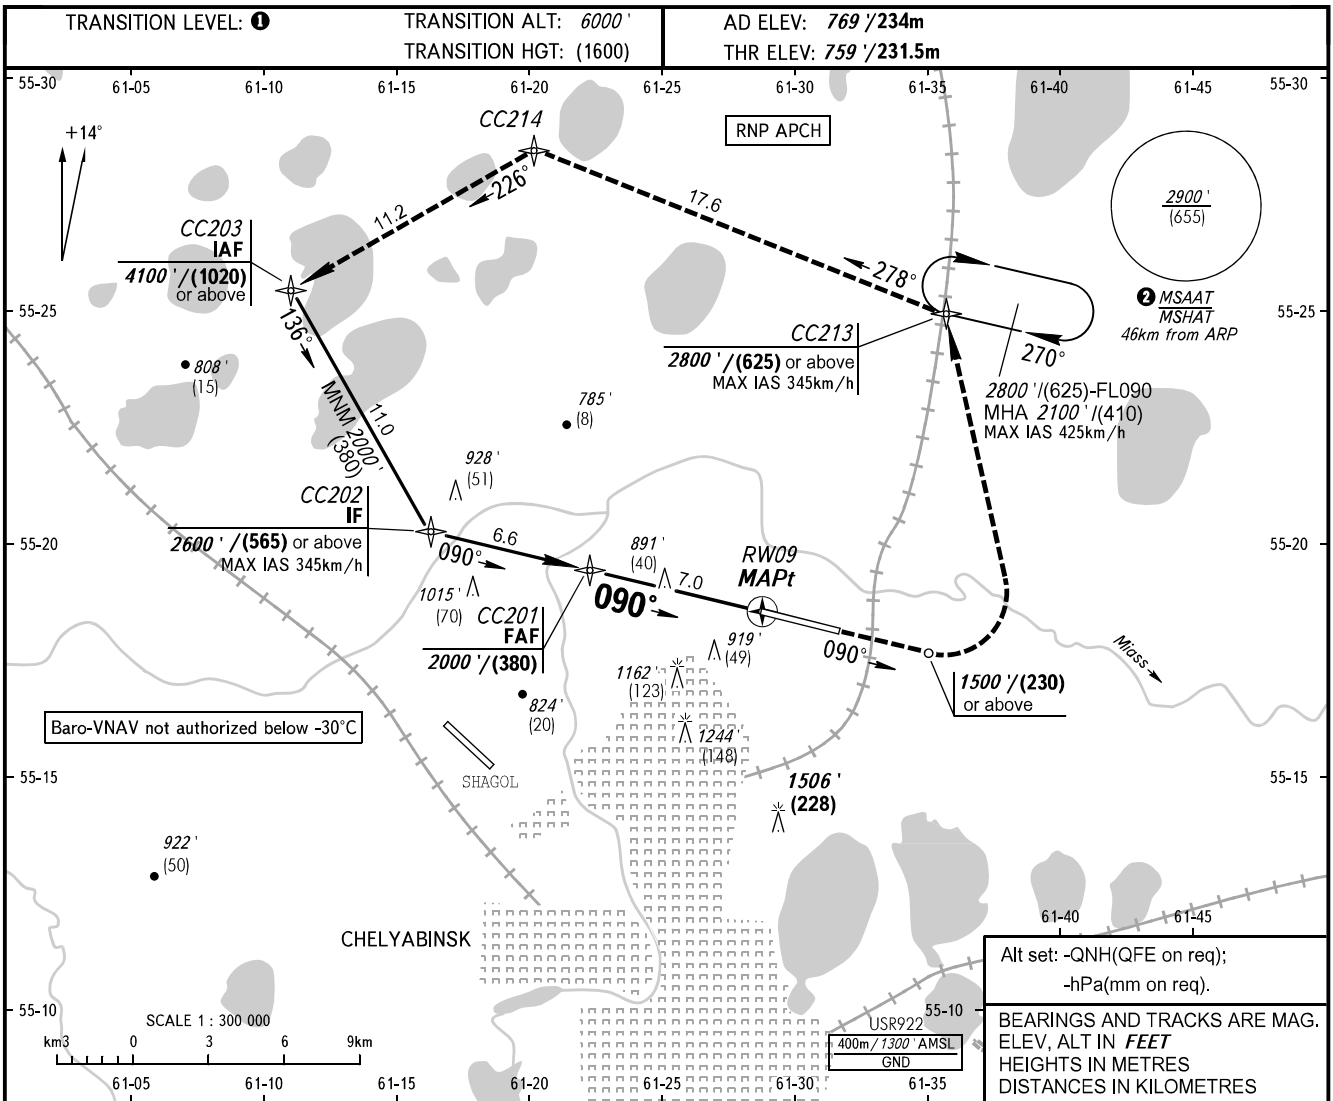 TRANSITION LEVEL: ❶
TRANSITION ALT: 6000 '
TRANSITION HGT: (1600)
AD ELEV: 769 '/234m
THR ELEV: 759 '/231.5m
55-30
61-05
61-10
61-15
61-20
61-25
61-30
61-35
61-40
61-45
55-30
+14°
CC214
RNP APCH
226°
17.6
11.2
2900 '
(655)
CC203
IAF
4100 '/(1020)
or above
278°
❷ MSAAT
MSHAT
46km from ARP
55-25
55-25
136°
CC213
2800 '/(625) or above
MAX IAS 345km/h
270°
808 '
(15)
2800 '/(625)-FL090
MHA 2100 '/(410)
MAX IAS 425km/h
11.0
MNM 2000 '
(380)
785 '
(8)
928 '
(51)
CC202
IF
2600 '/(565) or above
MAX IAS 345km/h
55-20
55-20
6.6
090°
891 '
(40)
7.0
RW09
MAPt
090°
1015 '
(70)
CC201
FAF
2000 '/(380)
919 '
(49)
090°
Miass
1162 '
(123)
1500 '/(230)
or above
824 '
(20)
Baro-VNAV not authorized below -30°C
1244 '
(148)
SHAGOL
55-15
55-15
1506 '
(228)
922 '
(50)
CHELYABINSK
61-40
61-45
Alt set: -QNH(QFE on req);
-hPa(mm on req).
55-10
55-10
SCALE 1 : 300 000
km3 0 3 6 9km
USR922
400m/1300 ' AMSL
GND
BEARINGS AND TRACKS ARE MAG.
ELEV, ALT IN FEET
HEIGHTS IN METRES
DISTANCES IN KILOMETRES
61-05
61-10
61-15
61-20
61-25
61-30
61-35